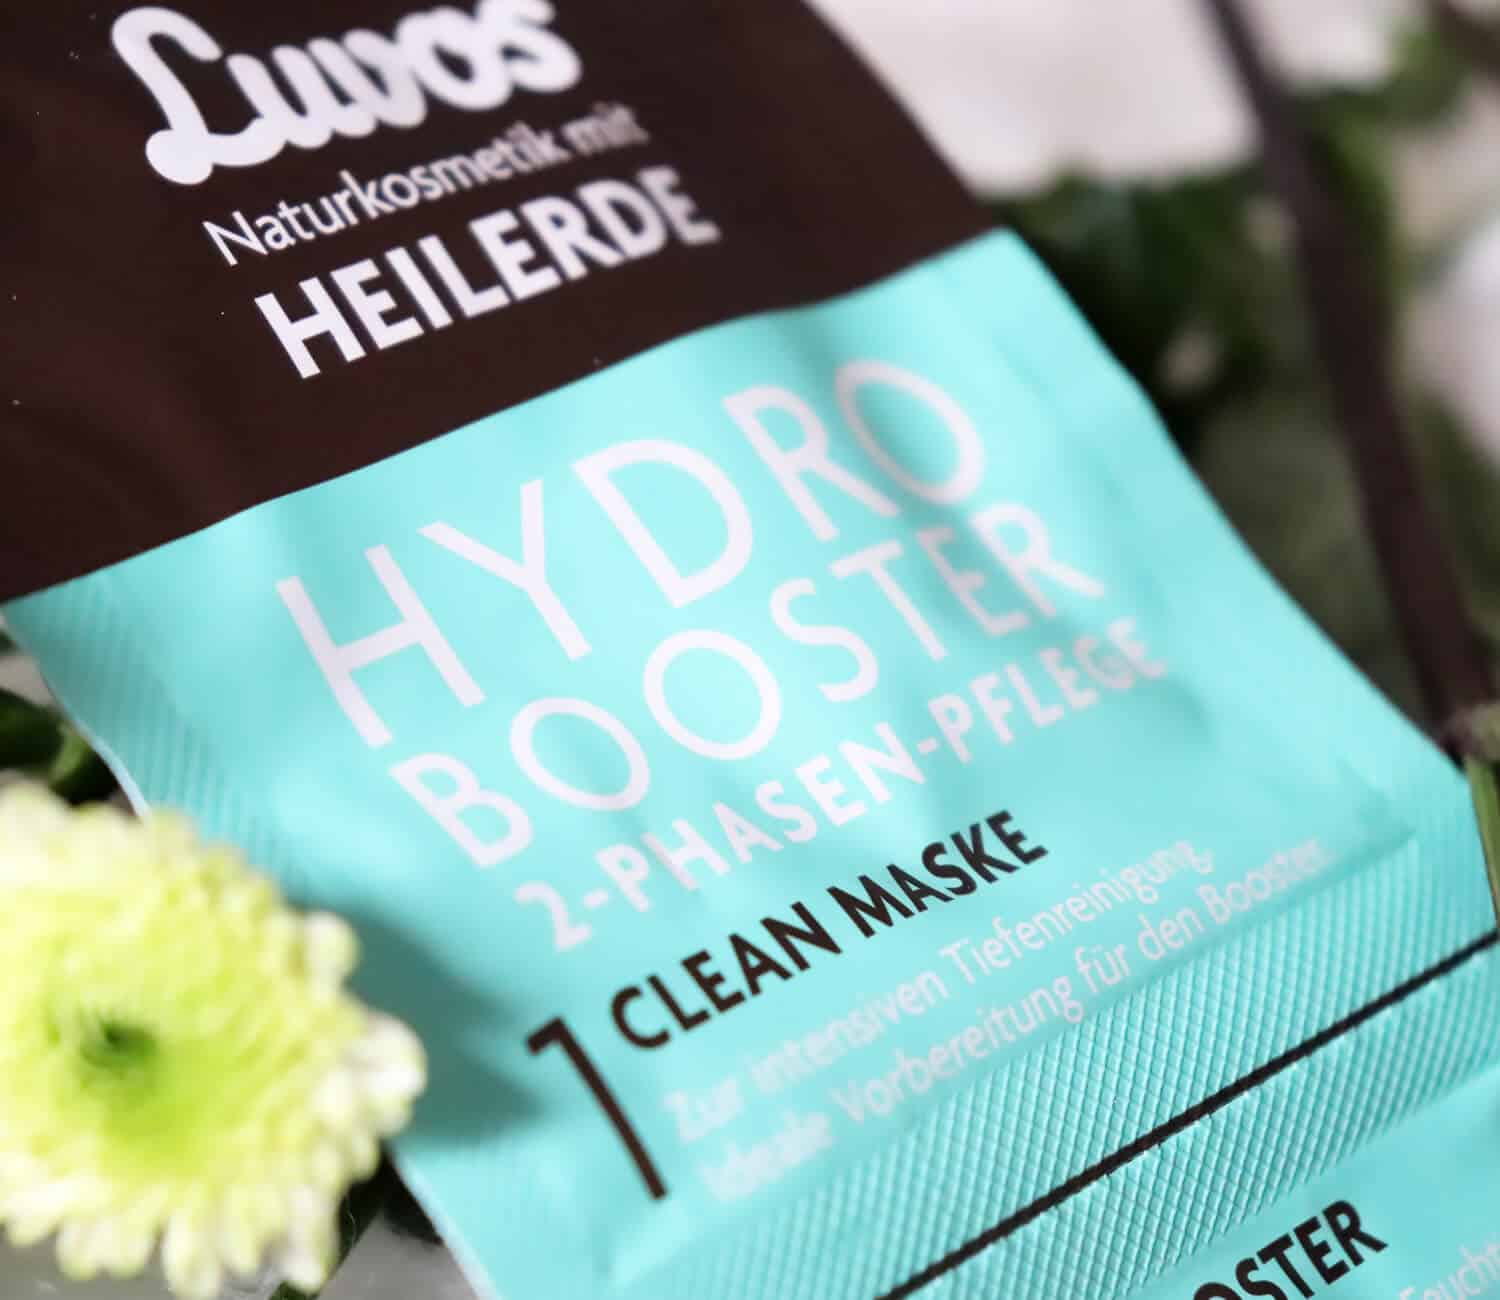 Luvos
Naturkosmetik mit
HEILERDE
HYDRO
BOOSTER
2-PHASEN-PFLEGE
1 CLEAN MASKE
Zur intensiven Tiefenreinigung,
ideale Vorbereitung für den Booster.